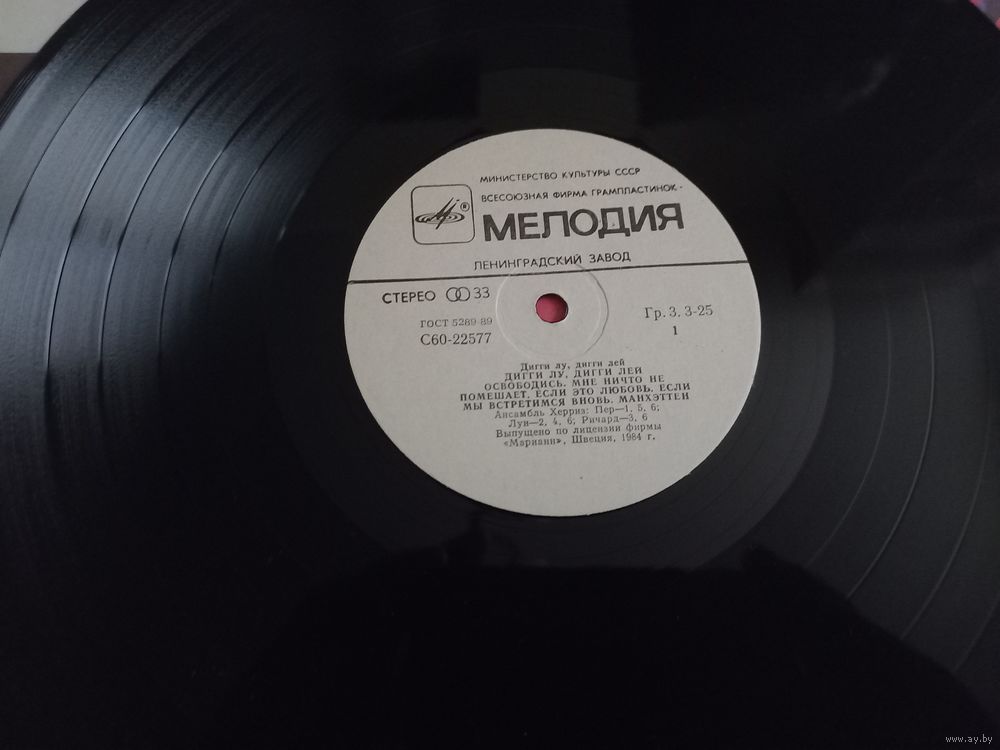 МИНИСТЕРСТВО КУЛЬТУРЫ СССР
ВСЕСОЮЗНАЯ ФИРМА ГРАМПЛАСТИНОК ·
® МЕЛОДИЯ
ЛЕНИНГРАДСКИЙ ЗАВОД
СТЕРЕО 33
ГОСТ 5289-89
С60-22577
Гр. 3. 3-25
1
Дигги лу, дигги лей
ДИГГИ ЛУ, ДИГГИ ЛЕЙ
ОСВОБОДИСЬ. МНЕ НИЧТО НЕ
ПОМЕШАЕТ. ЕСЛИ ЭТО ЛЮБОВЬ. ЕСЛИ
МЫ ВСТРЕТИМСЯ ВНОВЬ. МАНХЭТТЕН
Ансамбль Херриз: Пер—1, 5, 6;
Луи—2, 4, 6; Ричард—3, 6
Выпущено по лицензии фирмы
«Марианн», Швеция, 1984 г.
www.ay.by